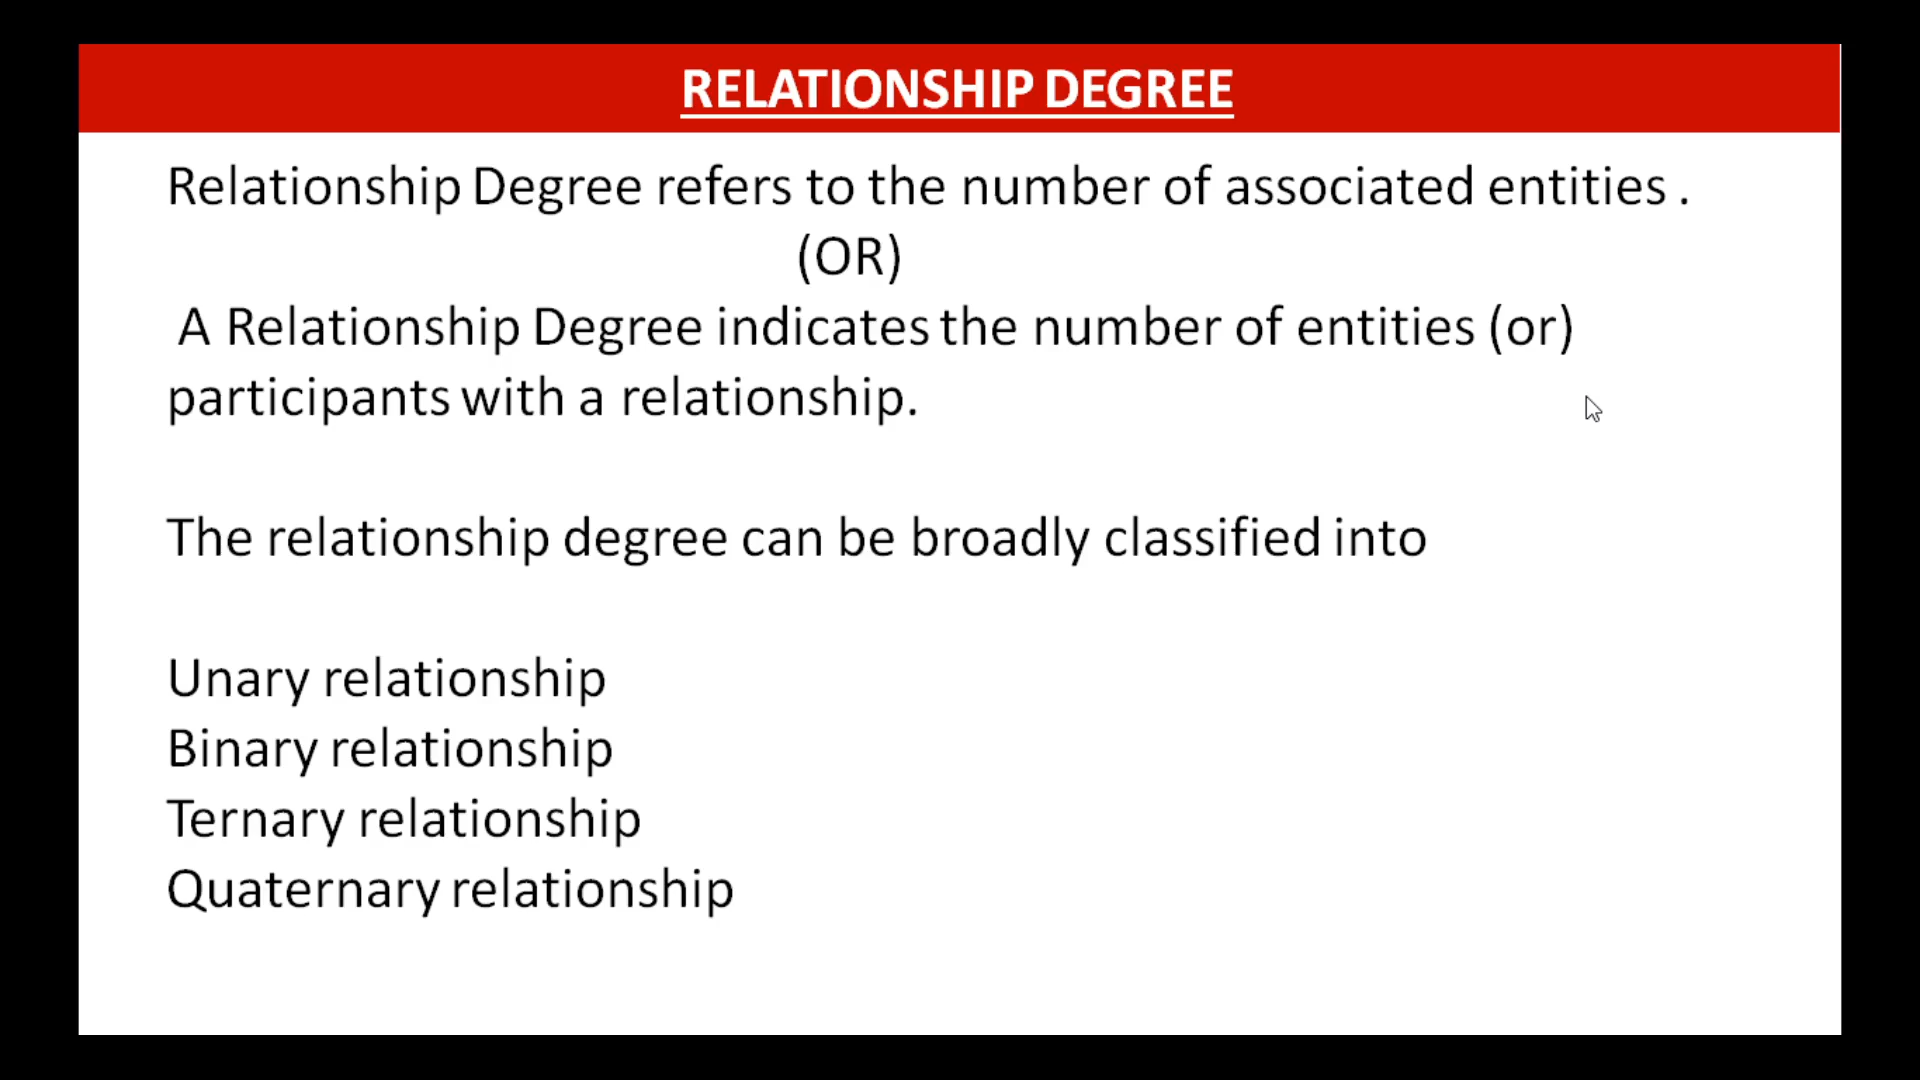 RELATIONSHIP DEGREE
Relationship Degree refers to the number of associated entities .
(OR)
A Relationship Degree indicates the number of entities (or)
participants with a relationship.
The relationship degree can be broadly classified into
Unary relationship
Binary relationship
Ternary relationship
Quaternary relationship